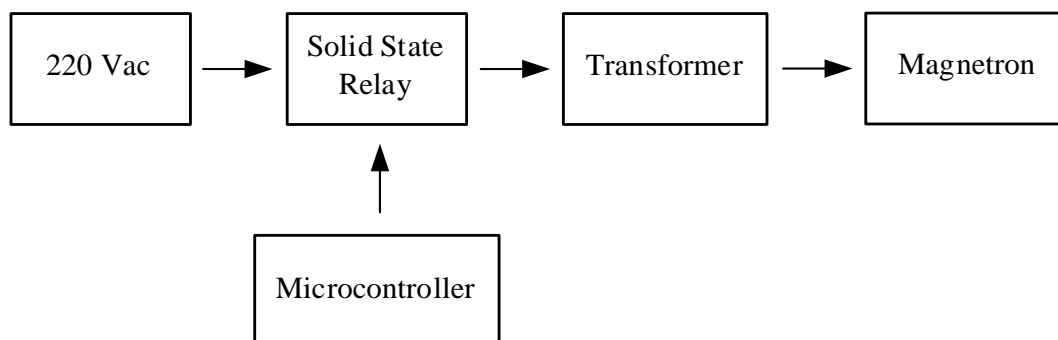 220 Vac
Solid State
Relay
Transformer
Magnetron
Microcontroller